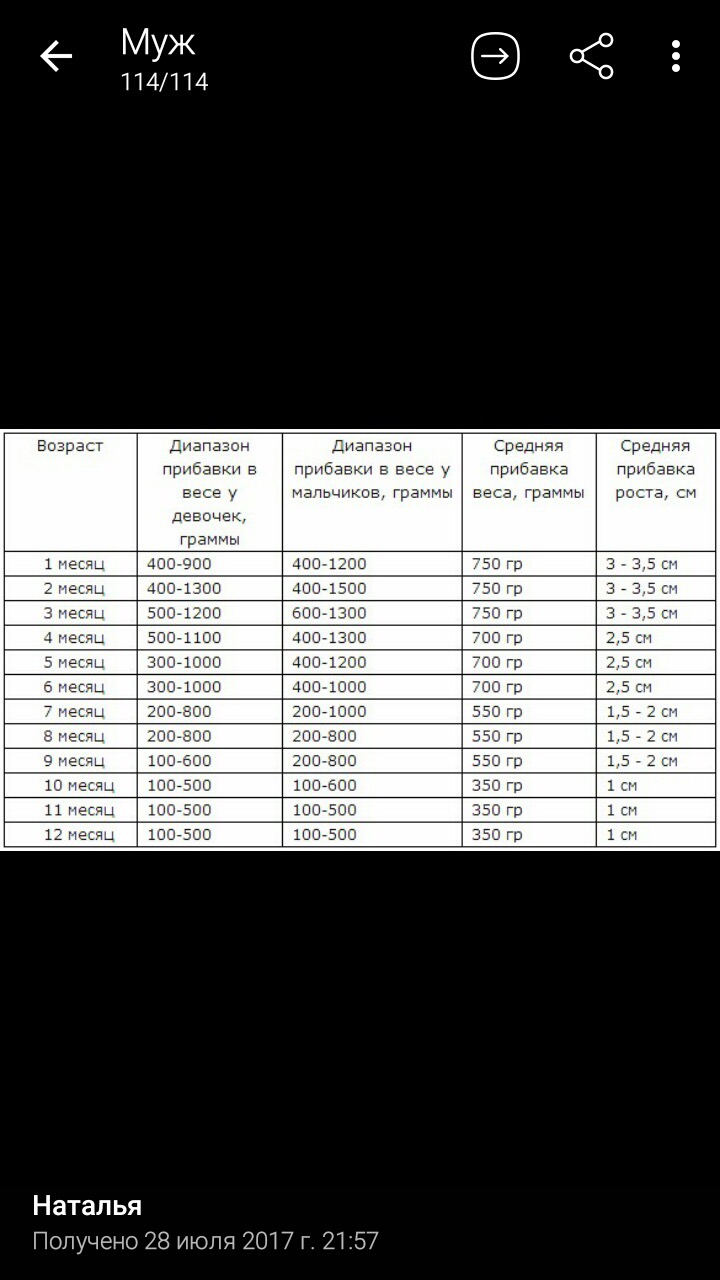 Муж
114/114
Возраст Диапазон прибавки в весе у девочек, граммы Диапазон прибавки в весе у мальчиков, граммы Средняя прибавка веса, граммы Средняя прибавка роста, см
1 месяц 400-900 400-1200 750 гр 3 - 3,5 см
2 месяц 400-1300 400-1500 750 гр 3 - 3,5 см
3 месяц 500-1200 600-1300 750 гр 3 - 3,5 см
4 месяц 500-1100 400-1300 700 гр 2,5 см
5 месяц 300-1000 400-1200 700 гр 2,5 см
6 месяц 300-1000 400-1000 700 гр 2,5 см
7 месяц 200-800 200-1000 550 гр 1,5 - 2 см
8 месяц 200-800 200-800 550 гр 1,5 - 2 см
9 месяц 100-600 200-800 550 гр 1,5 - 2 см
10 месяц 100-500 100-600 350 гр 1 см
11 месяц 100-500 100-500 350 гр 1 см
12 месяц 100-500 100-500 350 гр 1 см
Наталья
Получено 28 июля 2017 г. 21:57